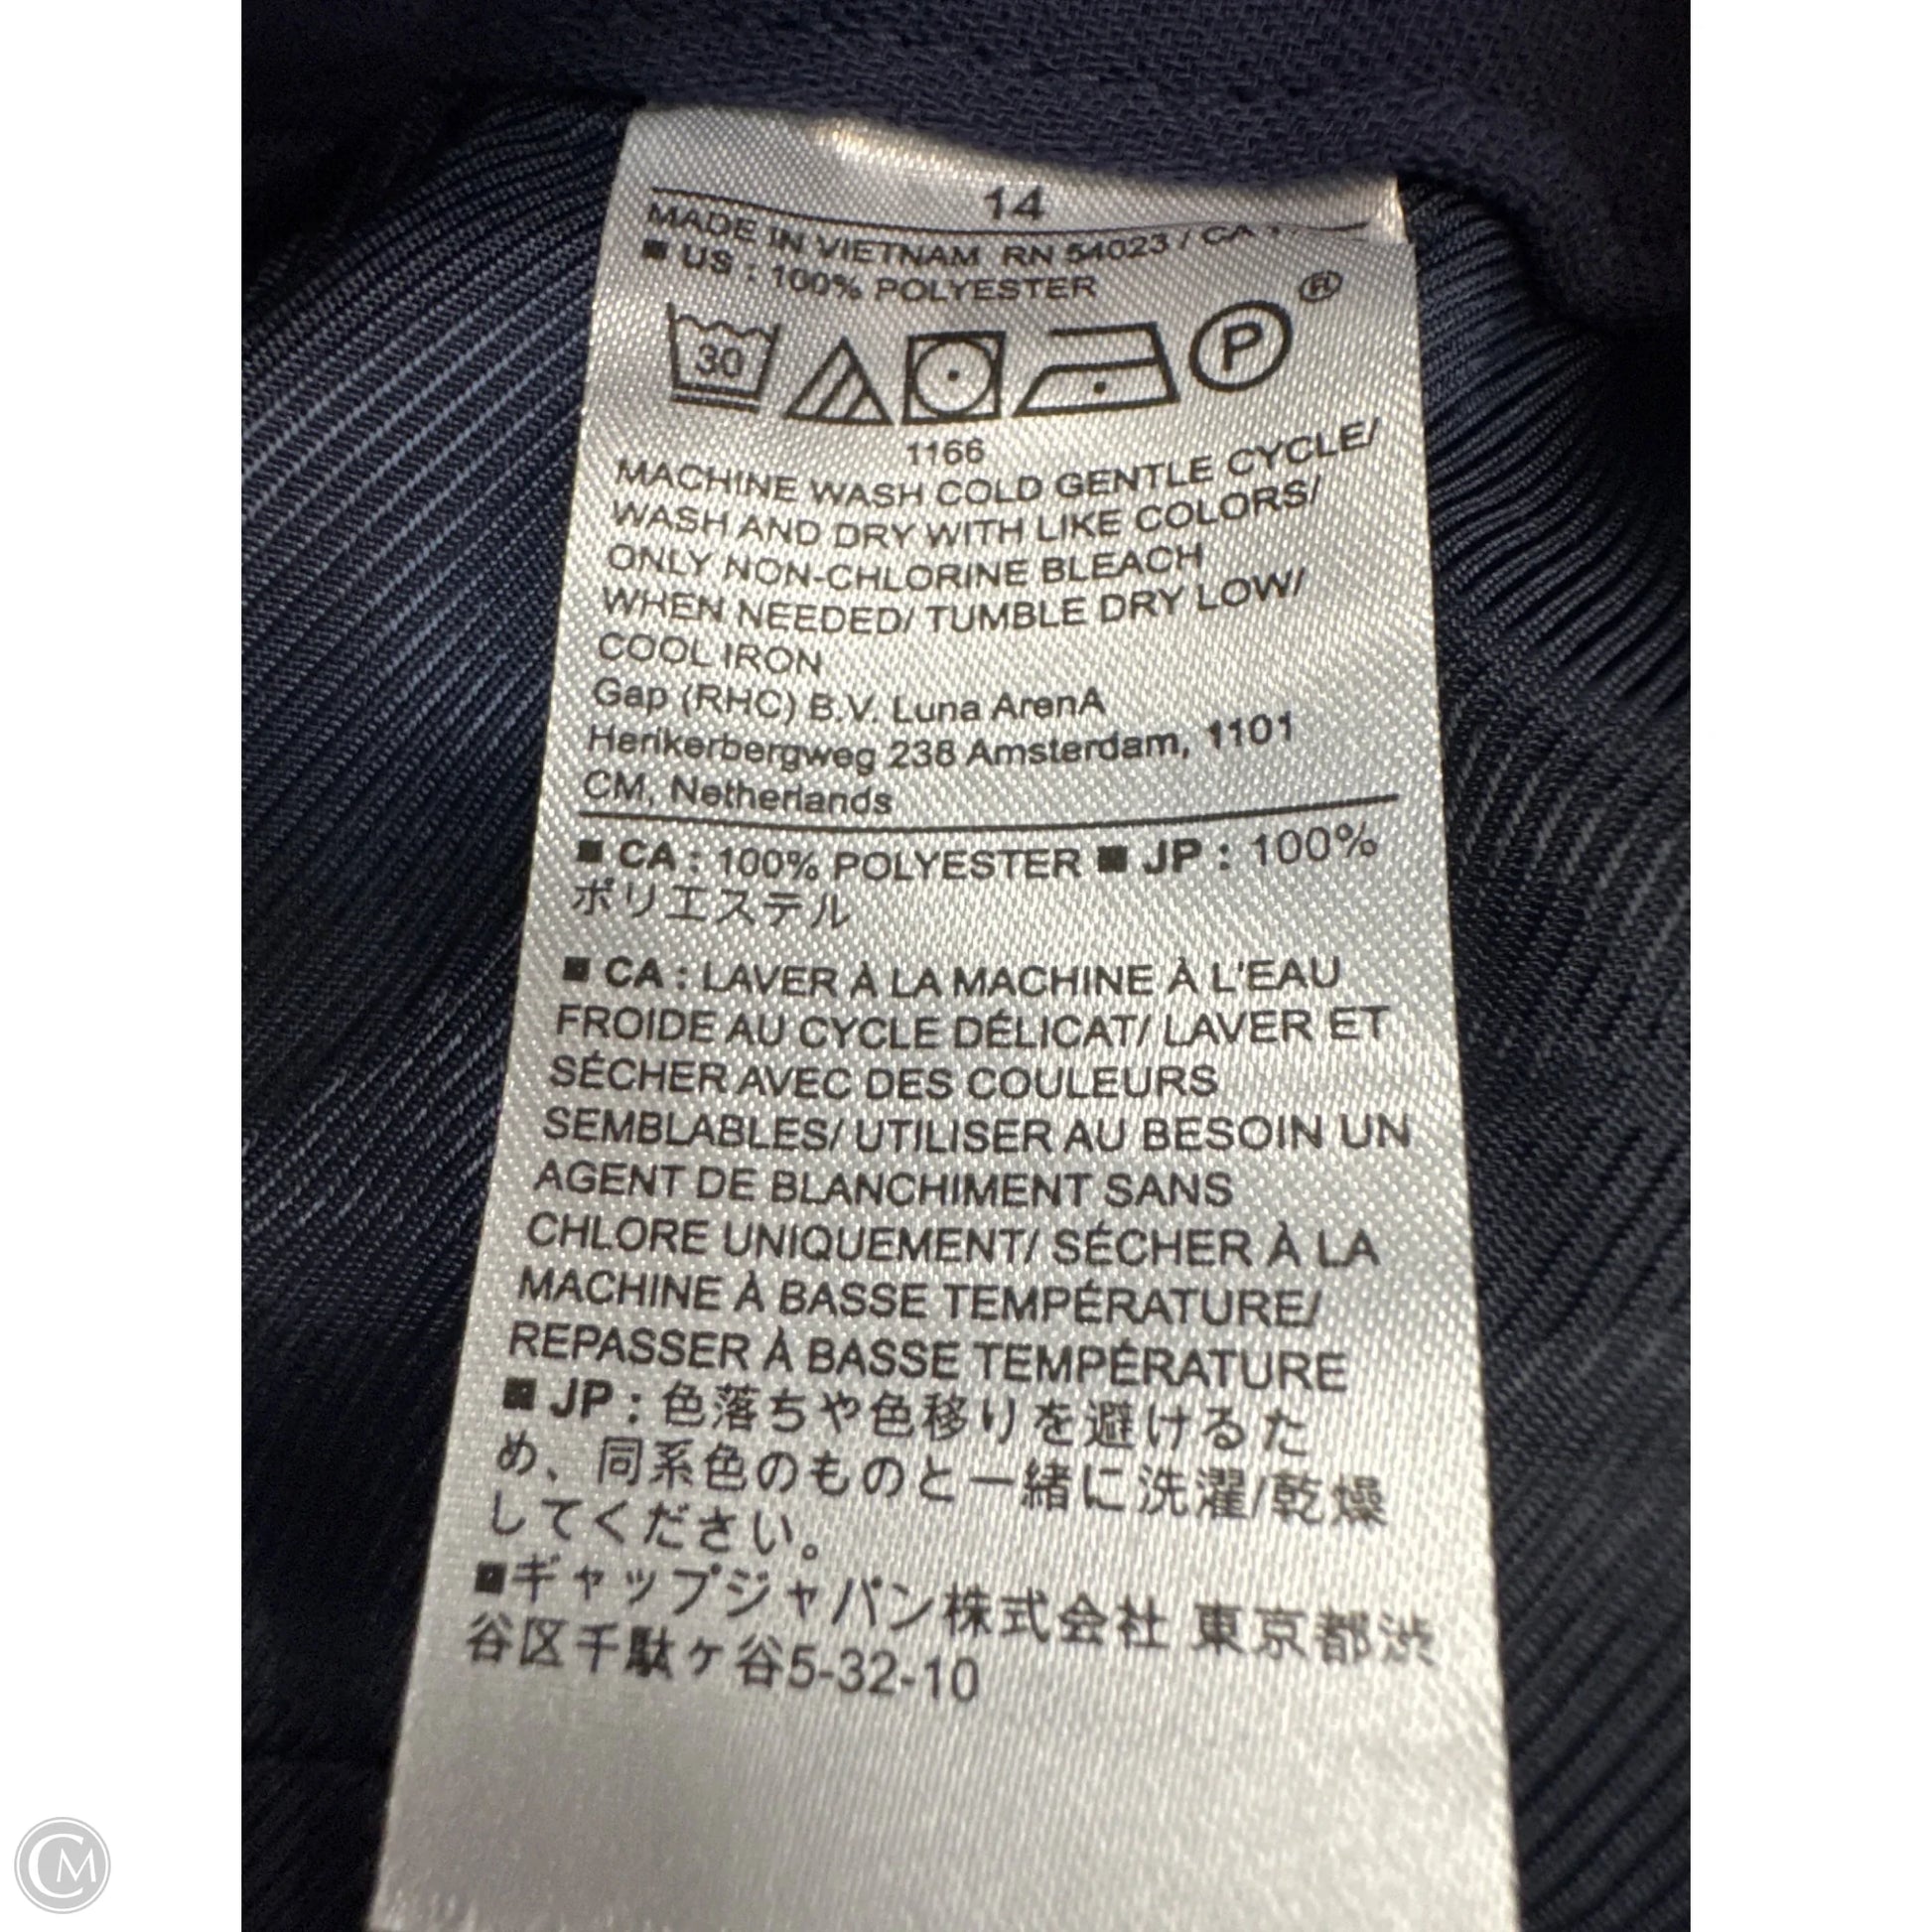 14
MADE IN VIETNAM RN 54023 / CA
■ US : 100% POLYESTER
®
30
P
1166
MACHINE WASH COLD GENTLE CYCLE/
WASH AND DRY WITH LIKE COLORS/
ONLY NON-CHLORINE BLEACH
WHEN NEEDED/ TUMBLE DRY LOW/
COOL IRON
Gap (RHC) B.V. Luna ArenA
Herikerbergweg 238 Amsterdam, 1101
CM, Netherlands
■ CA : 100% POLYESTER ■ JP : 100%
ポリエステル
■ CA : LAVER À LA MACHINE À L'EAU
FROIDE AU CYCLE DÉLICAT/ LAVER ET
SÉCHER AVEC DES COULEURS
SEMBLABLES/ UTILISER AU BESOIN UN
AGENT DE BLANCHIMENT SANS
CHLORE UNIQUEMENT/ SÉCHER À LA
MACHINE À BASSE TEMPÉRATURE/
REPASSER À BASSE TEMPÉRATURE
■ JP : 色落ちや色移りを避けるた
め、同系色のものと一緒に洗濯/乾燥
してください。
■ギャップジャパン株式会社 東京都渋
谷区千駄ヶ谷5-32-10
CM